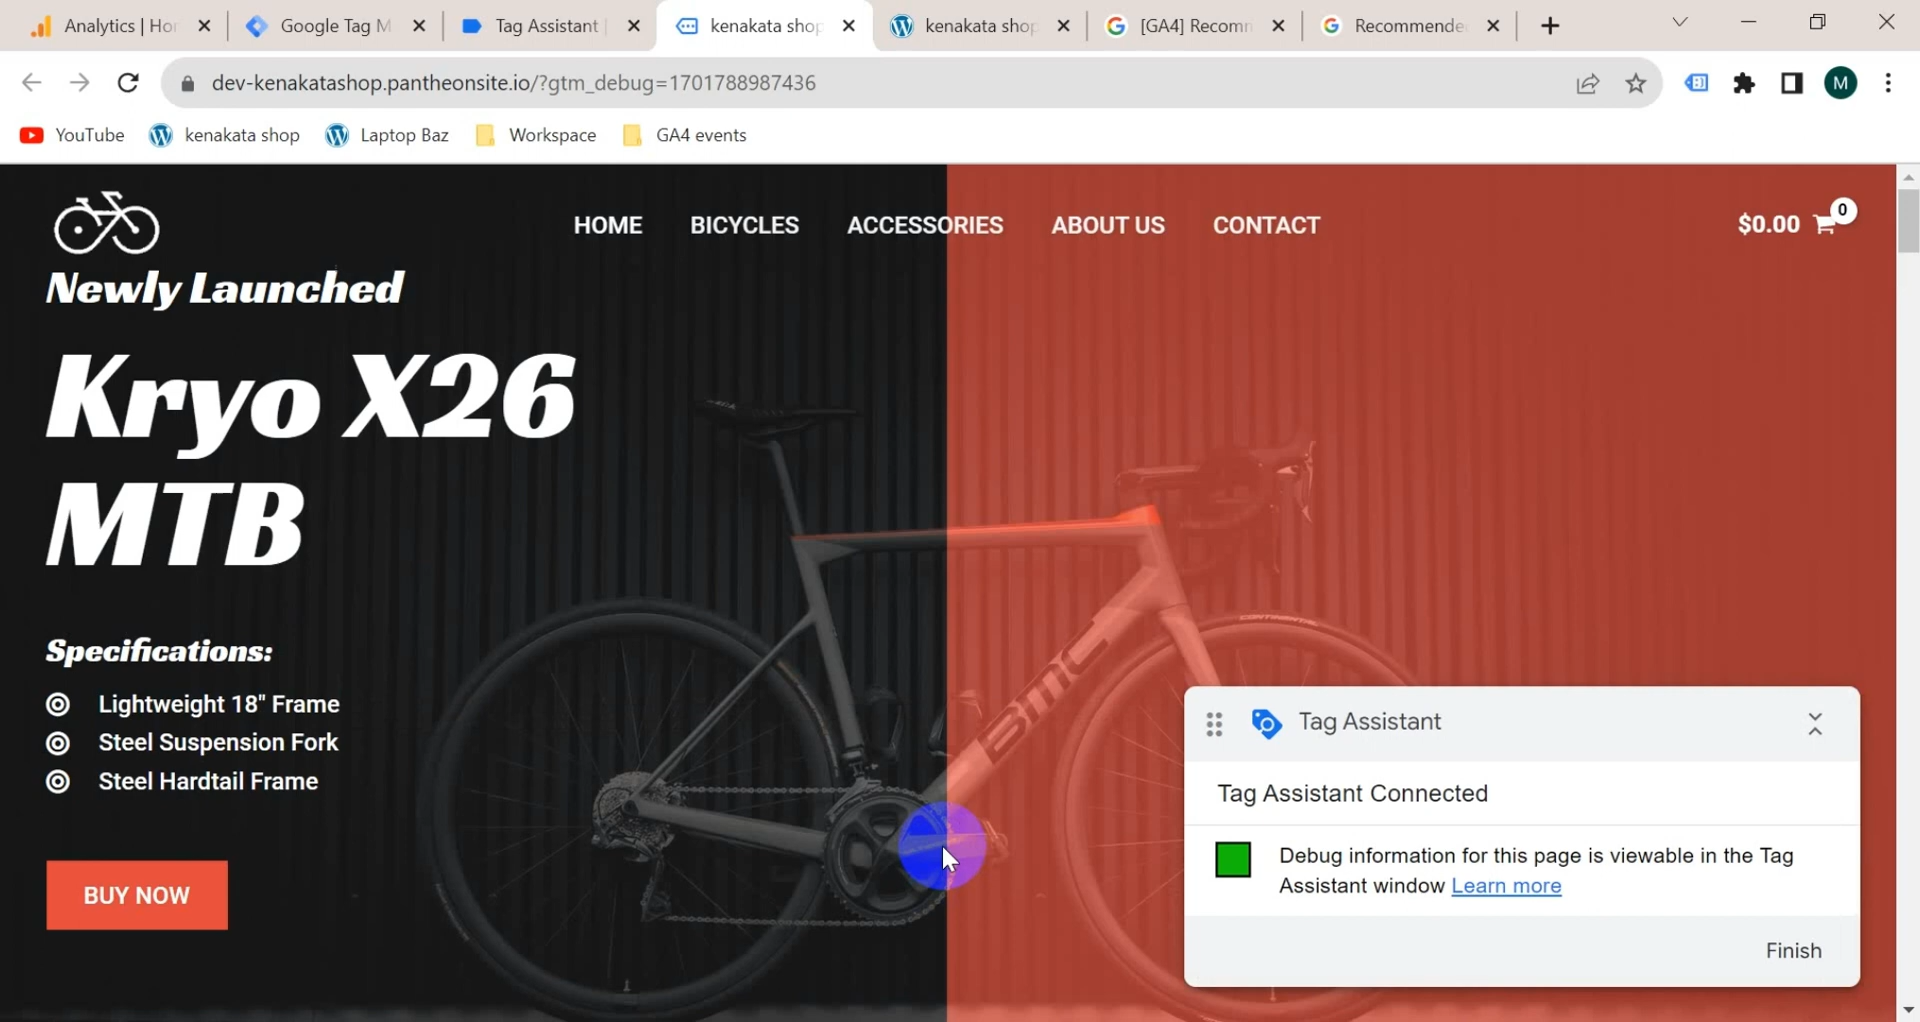 Analytics | Hor
Google Tag M
Tag Assistant |
kenakata shop
kenakata shop
[GA4] Recomm
Recommende
dev-kenakatashop.pantheonsite.io/?gtm_debug=1701788987436
M
YouTube
kenakata shop
Laptop Baz
Workspace
GA4 events
HOME
BICYCLES
ACCESSORIES
ABOUT US
CONTACT
$0.00
0
Newly Launched
Kryo X26
MTB
Specifications:
Lightweight 18" Frame
Steel Suspension Fork
Steel Hardtail Frame
BUY NOW
BMC
CONTINENTAL
Tag Assistant
Tag Assistant Connected
Debug information for this page is viewable in the Tag
Assistant window Learn more
Finish